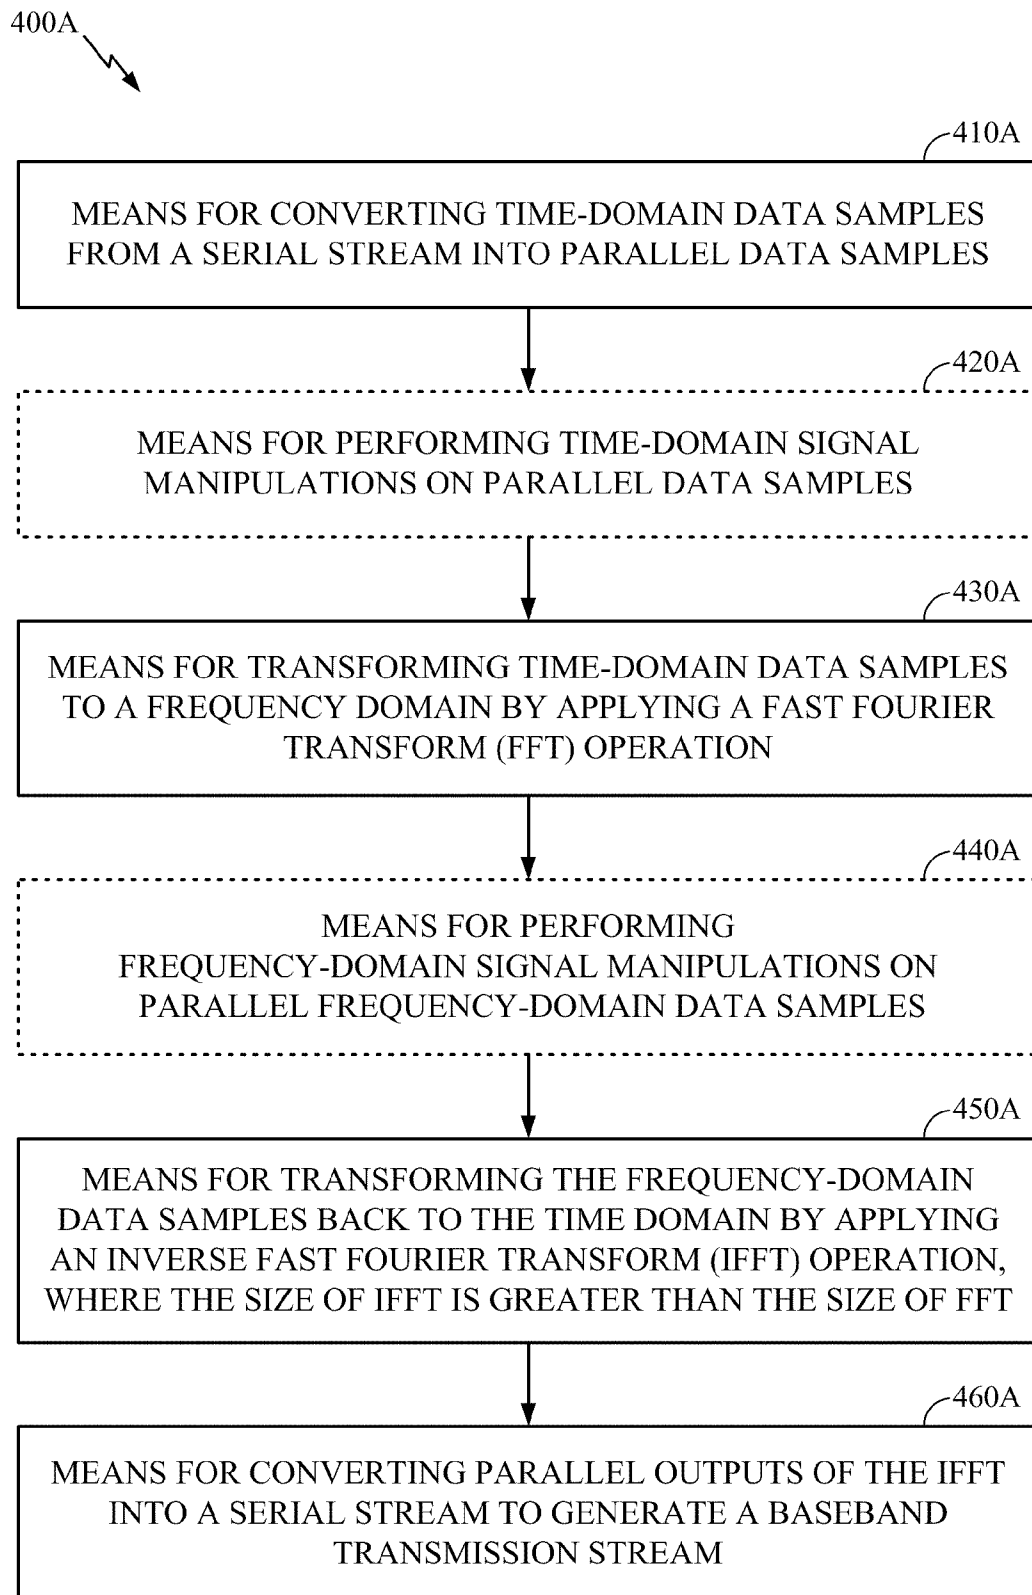 400A
410A
MEANS FOR CONVERTING TIME-DOMAIN DATA SAMPLES
FROM A SERIAL STREAM INTO PARALLEL DATA SAMPLES
420A
MEANS FOR PERFORMING TIME-DOMAIN SIGNAL
MANIPULATIONS ON PARALLEL DATA SAMPLES
430A
MEANS FOR TRANSFORMING TIME-DOMAIN DATA SAMPLES
TO A FREQUENCY DOMAIN BY APPLYING A FAST FOURIER
TRANSFORM (FFT) OPERATION
440A
MEANS FOR PERFORMING
FREQUENCY-DOMAIN SIGNAL MANIPULATIONS ON
PARALLEL FREQUENCY-DOMAIN DATA SAMPLES
450A
MEANS FOR TRANSFORMING THE FREQUENCY-DOMAIN
DATA SAMPLES BACK TO THE TIME DOMAIN BY APPLYING
AN INVERSE FAST FOURIER TRANSFORM (IFFT) OPERATION,
WHERE THE SIZE OF IFFT IS GREATER THAN THE SIZE OF FFT
460A
MEANS FOR CONVERTING PARALLEL OUTPUTS OF THE IFFT
INTO A SERIAL STREAM TO GENERATE A BASEBAND
TRANSMISSION STREAM